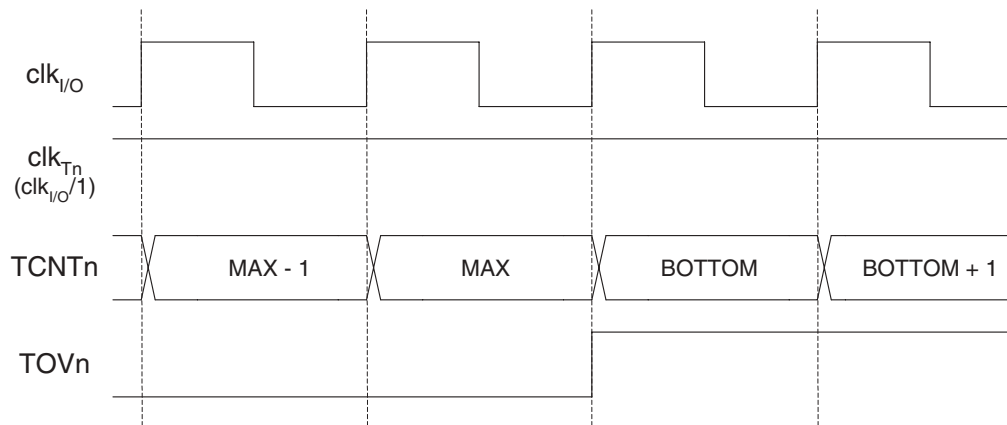 clkI/O
clkTn
(clkI/O/1)
TCNTn MAX - 1 MAX BOTTOM BOTTOM + 1
TOVn